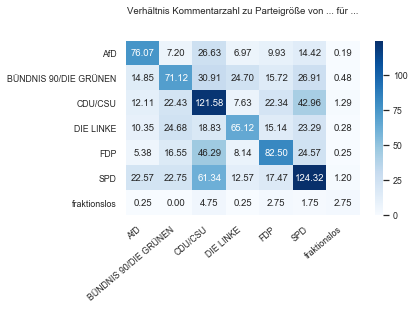 Verhältnis Kommentarzahl zu Parteigröße von ... für ...
AfD 76.07 7.20 26.63 6.97 9.93 14.42 0.19
BÜNDNIS 90/DIE GRÜNEN 14.85 71.12 30.91 24.70 15.72 26.91 0.48
CDU/CSU 12.11 22.43 121.58 7.63 22.34 42.96 1.29
DIE LINKE 10.35 24.68 18.83 65.12 15.14 23.29 0.28
FDP 5.38 16.55 46.29 8.14 82.50 24.57 0.25
SPD 22.57 22.75 61.34 12.57 17.47 124.32 1.20
fraktionslos 0.25 0.00 4.75 0.25 2.75 1.75 2.75
AfD
BÜNDNIS 90/DIE GRÜNEN
CDU/CSU
DIE LINKE
FDP
SPD
fraktionslos
100
75
50
25
0